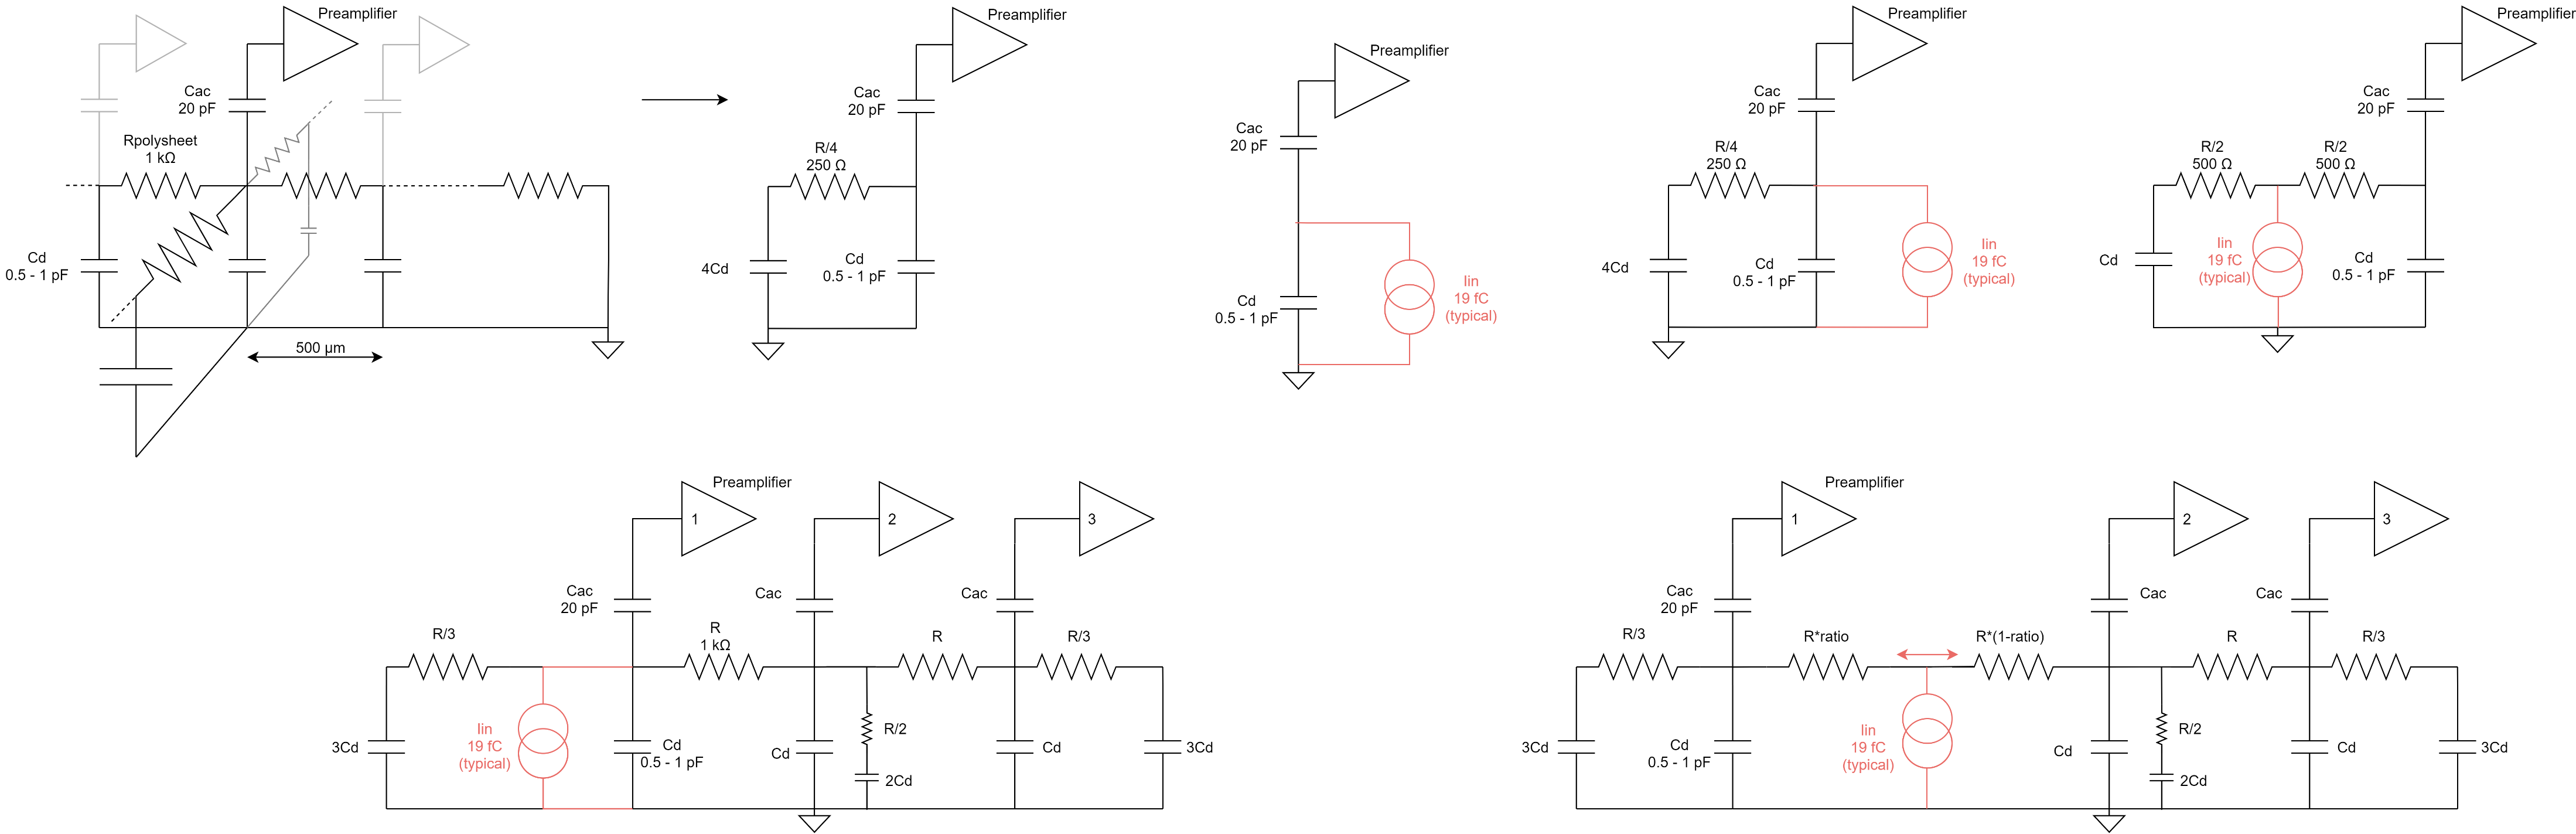 Preamplifier
Cac
20 pF
Rpolysheet
1 kΩ
Cd
0.5 - 1 pF
500 µm
Preamplifier
Cac
20 pF
R/4
250 Ω
4Cd
Cd
0.5 - 1 pF
Preamplifier
Cac
20 pF
Cd
0.5 - 1 pF
Iin
19 fC
(typical)
Preamplifier
Cac
20 pF
R/4
250 Ω
4Cd
Cd
0.5 - 1 pF
Iin
19 fC
(typical)
Preamplifier
Cac
20 pF
R/2
500 Ω
R/2
500 Ω
Cd
Iin
19 fC
(typical)
Cd
0.5 - 1 pF
Preamplifier
1
2
3
Cac
20 pF
Cac
Cac
R/3
R
1 kΩ
R
R/3
3Cd
Iin
19 fC
(typical)
Cd
0.5 - 1 pF
Cd
R/2
2Cd
Cd
3Cd
Preamplifier
1
2
3
Cac
20 pF
Cac
Cac
R/3
R*ratio
R*(1-ratio)
R
R/3
3Cd
Cd
0.5 - 1 pF
Iin
19 fC
(typical)
Cd
R/2
2Cd
Cd
3Cd